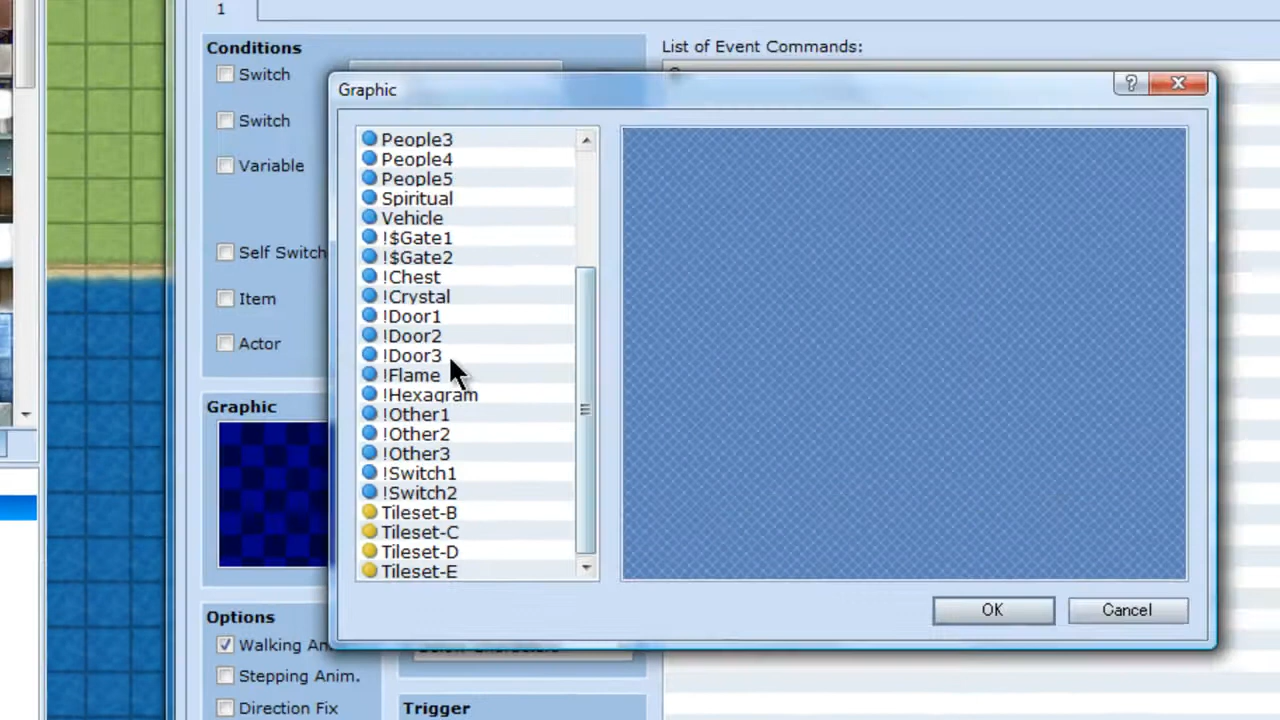 1
Conditions
List of Event Commands:
Switch
Graphic
?
Switch
Variable
Self Switch
Item
Actor
People3
People4
People5
Spiritual
Vehicle
!$Gate1
!$Gate2
!Chest
!Crystal
!Door1
!Door2
!Door3
!Flame
!Hexagram
!Other1
!Other2
!Other3
!Switch1
!Switch2
Tileset-B
Tileset-C
Tileset-D
Tileset-E
Graphic
OK
Cancel
Options
Walking An
Stepping Anim.
Direction Fix
Trigger